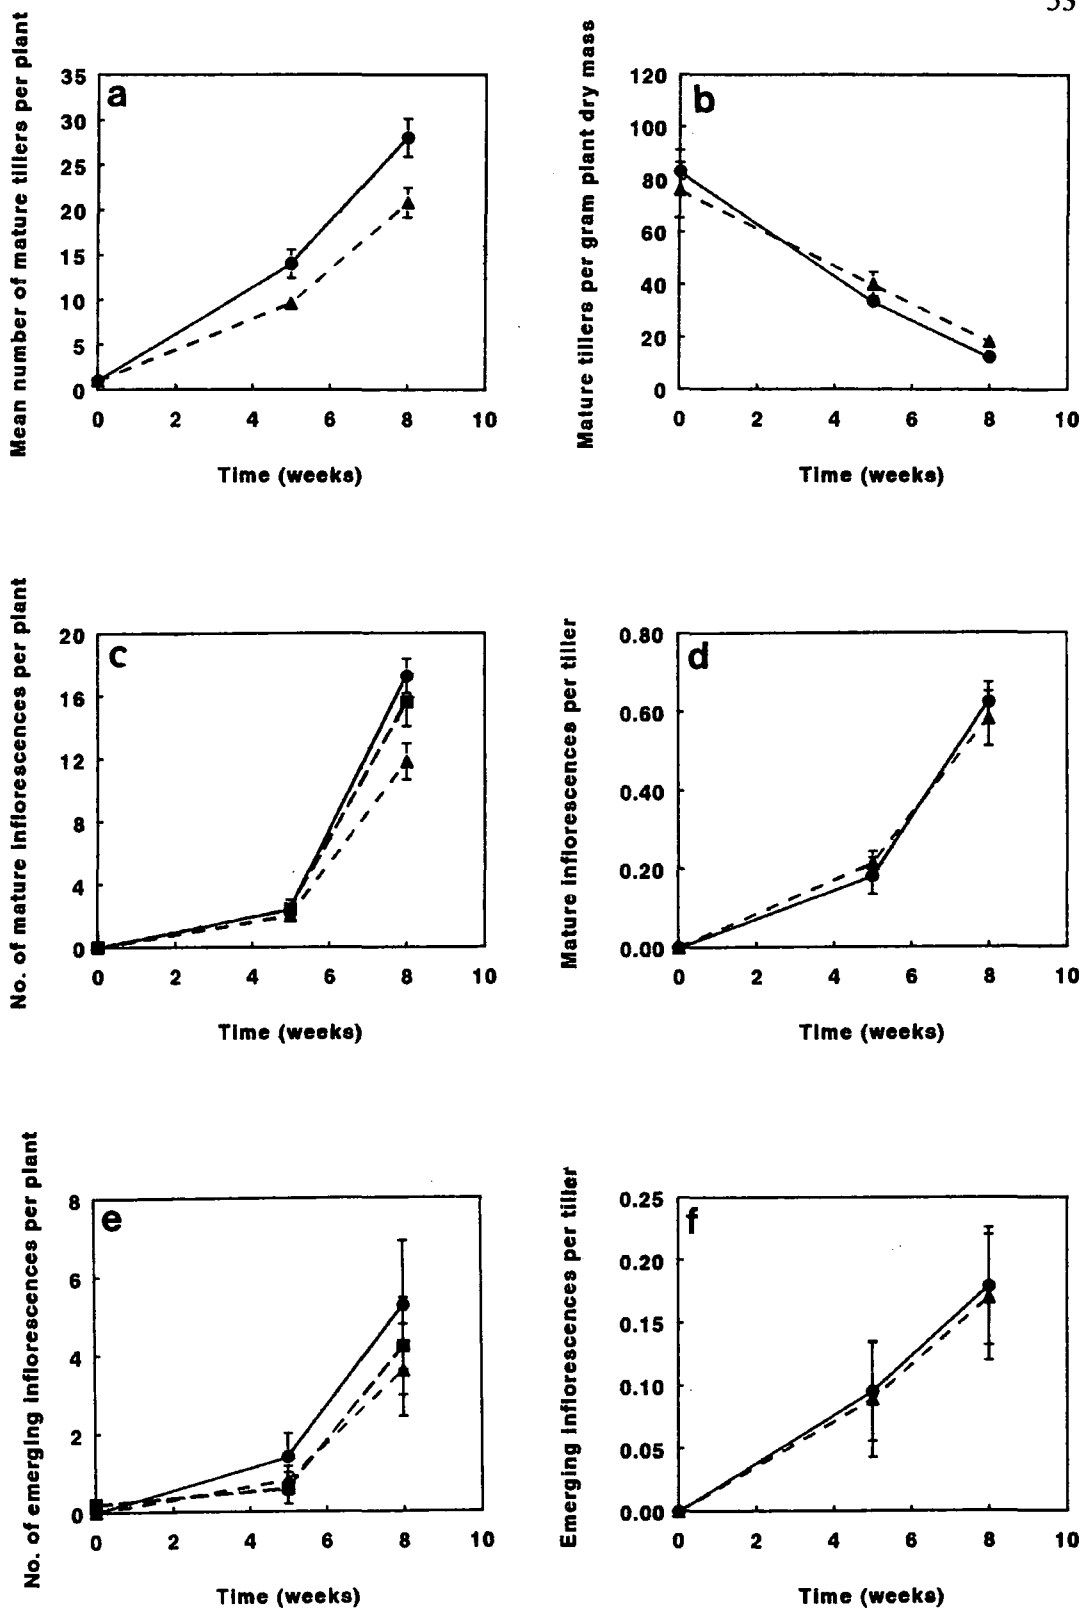 a
Mean number of mature tillers per plant
35
30
25
20
15
10
5
0
0 2 4 6 8 10
Time (weeks)
b
Mature tillers per gram plant dry mass
120
100
80
60
40
20
0
0 2 4 6 8 10
Time (weeks)
c
No. of mature inflorescences per plant
20
16
12
8
4
0
0 2 4 6 8 10
Time (weeks)
d
Mature inflorescences per tiller
0.80
0.60
0.40
0.20
0.00
0 2 4 6 8 10
Time (weeks)
e
No. of emerging inflorescences per plant
8
6
4
2
0
0 2 4 6 8 10
Time (weeks)
f
Emerging inflorescences per tiller
0.25
0.20
0.15
0.10
0.05
0.00
0 2 4 6 8 10
Time (weeks)